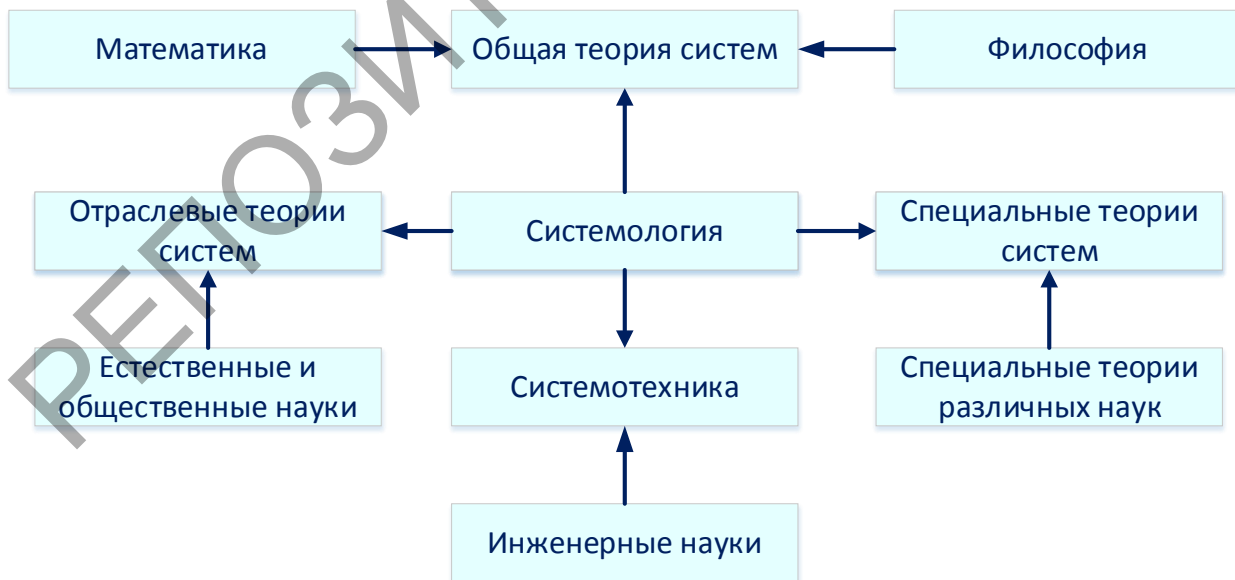 Математика
Общая теория систем
Философия
Отраслевые теории
систем
Системология
Специальные теории
систем
Естественные и
общественные науки
Системотехника
Специальные теории
различных наук
Инженерные науки
РЕПОЗИ